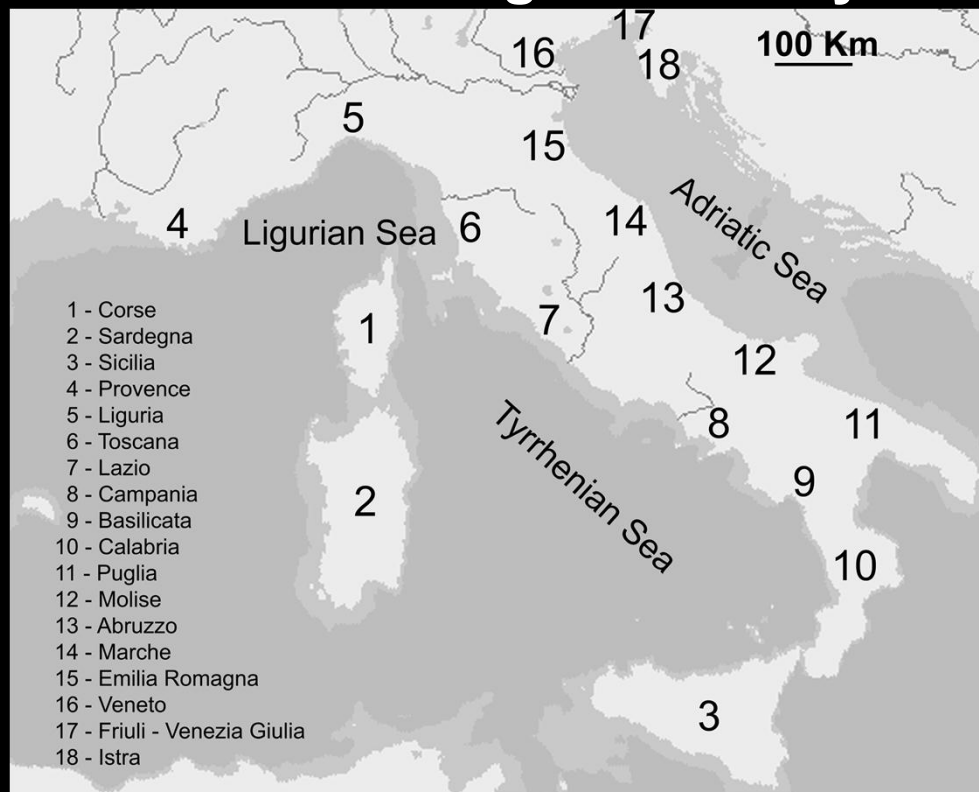 17
16
100 Km
18
5
15
Adriatic Sea
14
4
Ligurian Sea
6
13
7
1
12
8
11
Tyrrhenian Sea
9
2
10
3
1 - Corse
2 - Sardegna
3 - Sicilia
4 - Provence
5 - Liguria
6 - Toscana
7 - Lazio
8 - Campania
9 - Basilicata
10 - Calabria
11 - Puglia
12 - Molise
13 - Abruzzo
14 - Marche
15 - Emilia Romagna
16 - Veneto
17 - Friuli - Venezia Giulia
18 - Istra